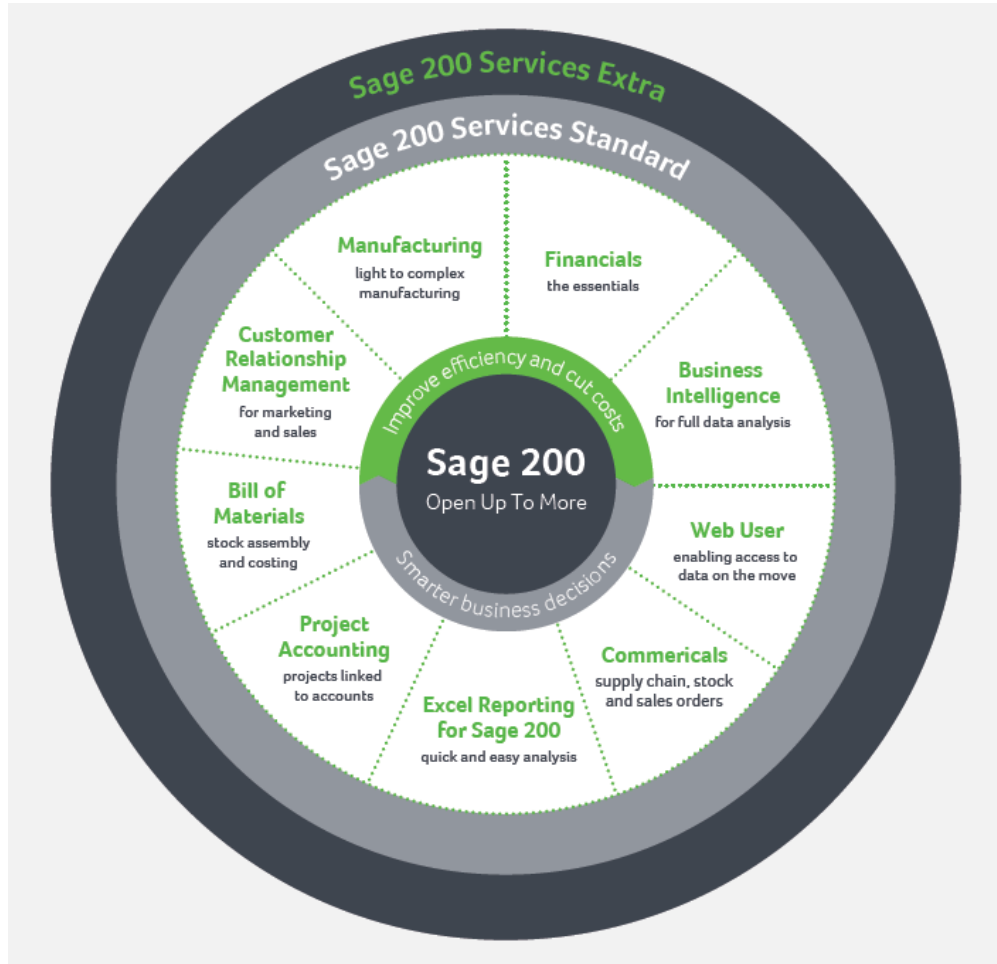 Sage 200 Services Extra
Sage 200 Services Standard
Manufacturing
light to complex
manufacturing
Financials
the essentials
Customer
Relationship
Management
for marketing
and sales
Business
Intelligence
for full data analysis
Improve efficiency and cut costs
Sage 200
Open Up To More
Smarter business decisions
Bill of
Materials
stock assembly
and costing
Web User
enabling access to
data on the move
Project
Accounting
projects linked
to accounts
Commericals
supply chain, stock
and sales orders
Excel Reporting
for Sage 200
quick and easy analysis